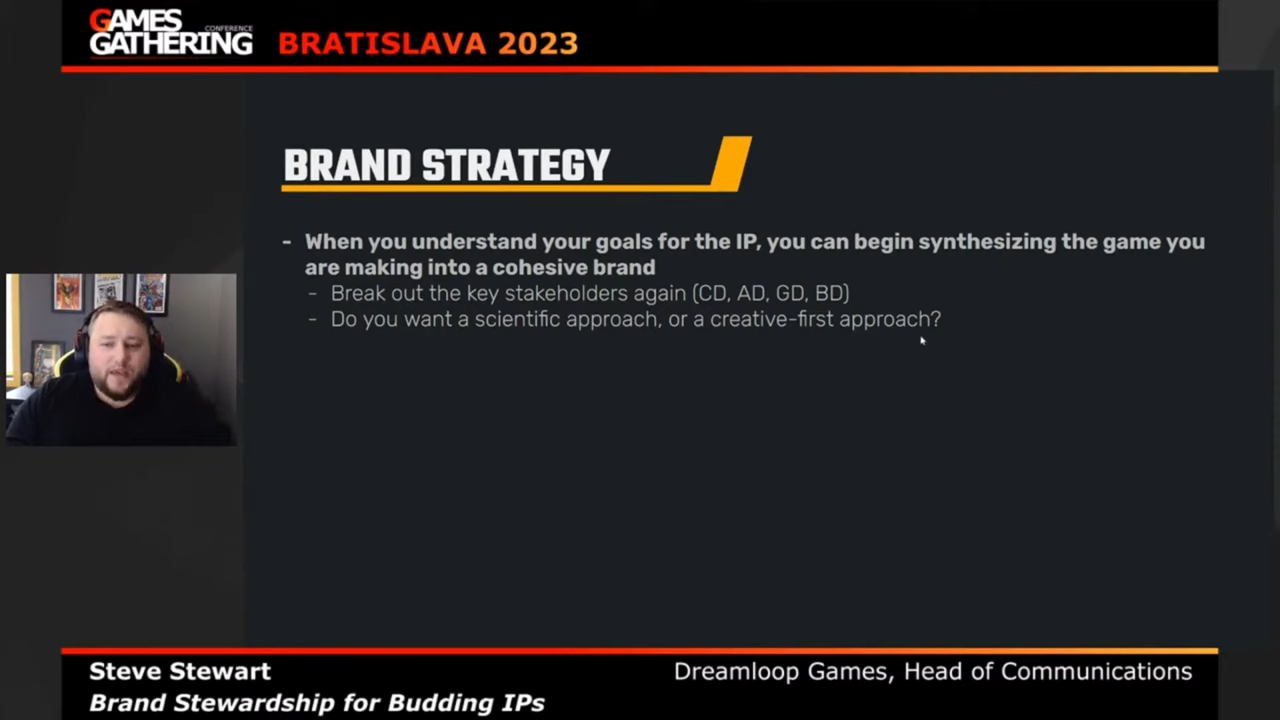 GAMES
GATHERING
CONFERENCE
BRATISLAVA 2023
BRAND STRATEGY
- When you understand your goals for the IP, you can begin synthesizing the game you
are making into a cohesive brand
- Break out the key stakeholders again (CD, AD, GD, BD)
- Do you want a scientific approach, or a creative-first approach?
Steve Stewart
Dreamloop Games, Head of Communications
Brand Stewardship for Budding IPs